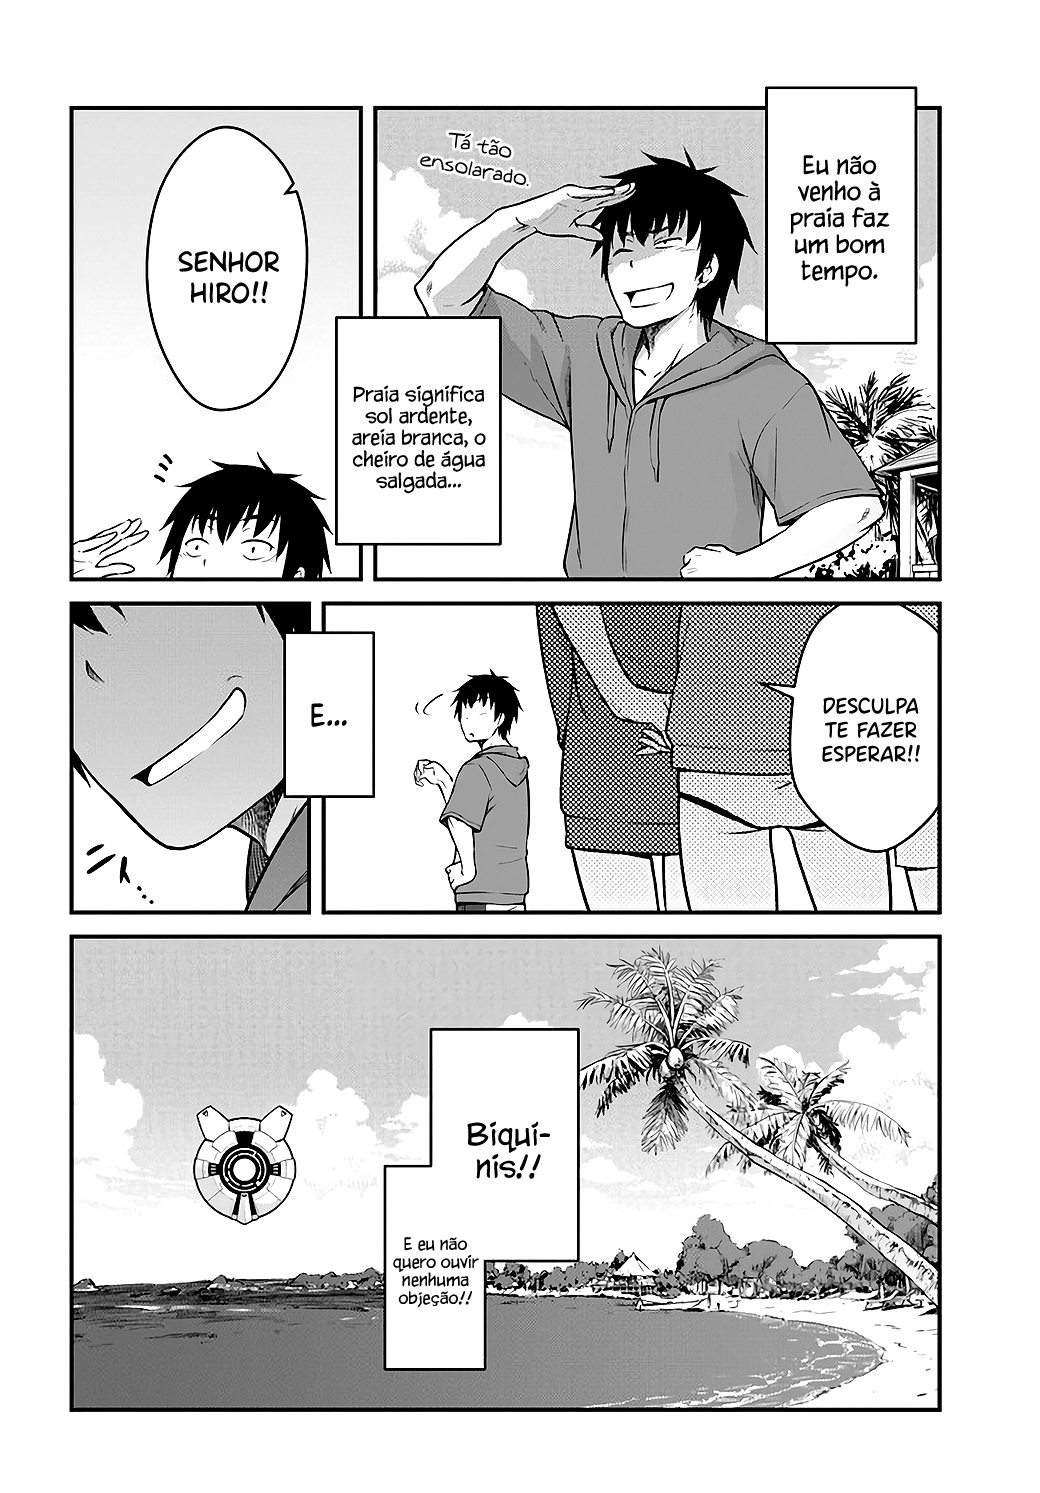 Eu não
venho à
praia faz
um bom
tempo.
Tá tão
ensolarado.
Praia significa
sol ardente,
areia branca, o
cheiro de água
salgada...
SENHOR
HIRO!!
DESCULPA
TE FAZER
ESPERAR!!
E...
Biquí-
nis!!
E eu não
quero ouvir
nenhuma
objeção!!